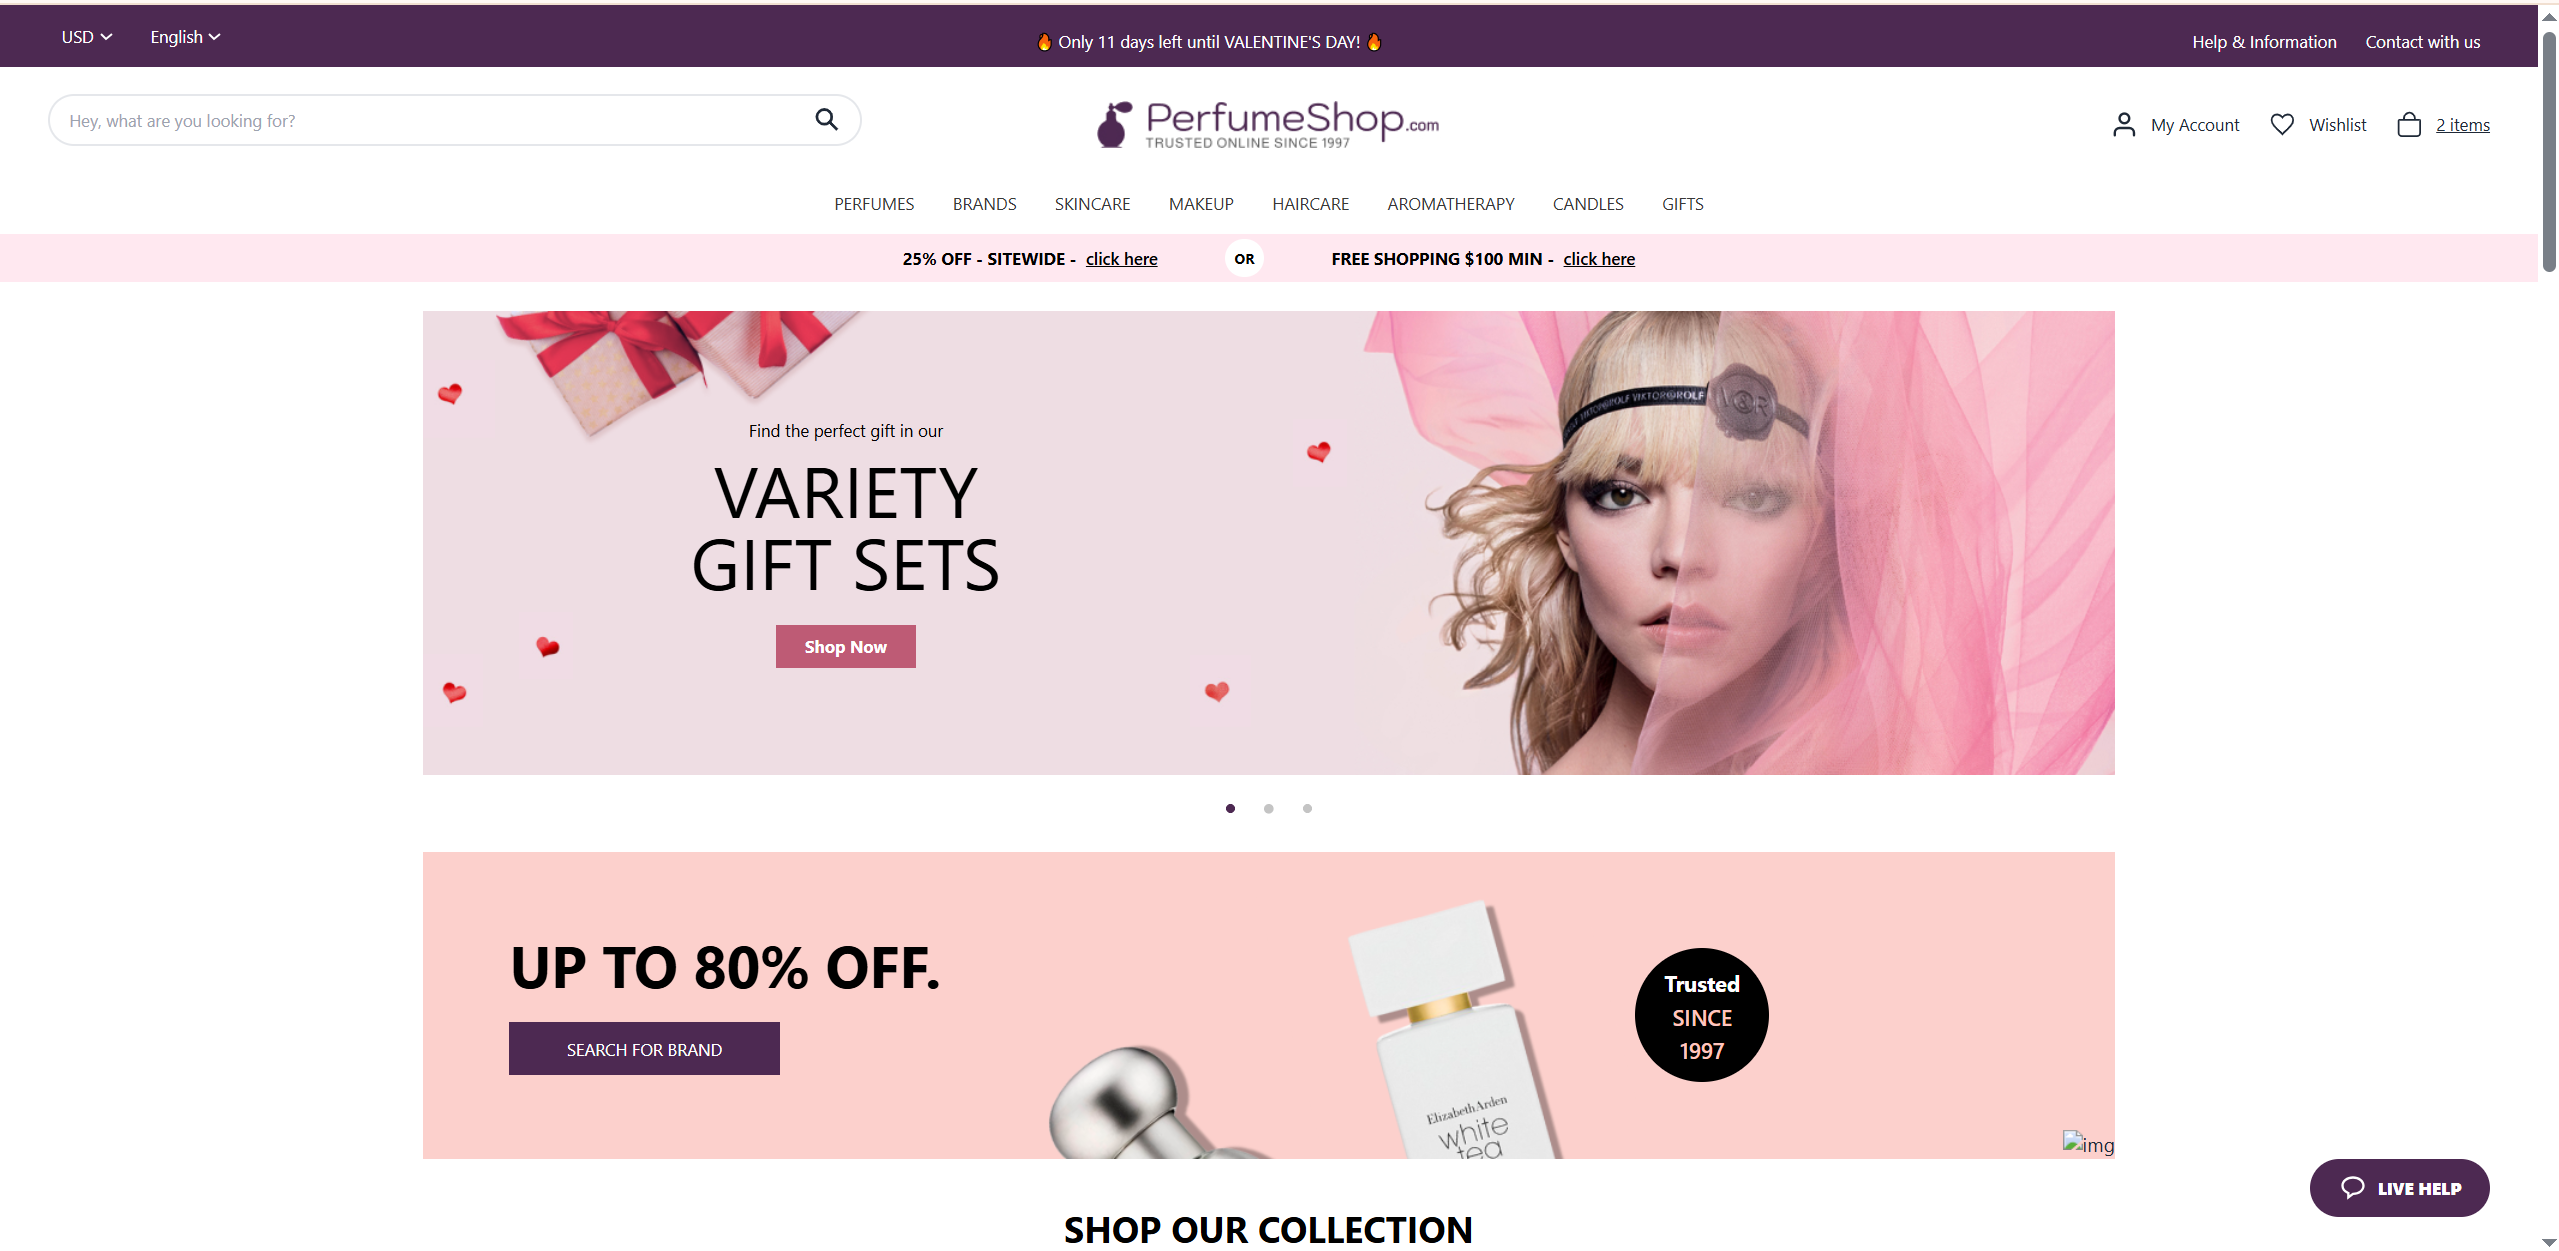 USD English
🔥 Only 11 days left until VALENTINE'S DAY! 🔥
Help & Information Contact with us
Hey, what are you looking for?
PerfumeShop.com
TRUSTED ONLINE SINCE 1997
My Account Wishlist 2 items
PERFUMES BRANDS SKINCARE MAKEUP HAIRCARE AROMATHERAPY CANDLES GIFTS
25% OFF - SITEWIDE - click here OR FREE SHOPPING $100 MIN - click here
Find the perfect gift in our
VARIETY
GIFT SETS
Shop Now
VIKTOR&ROLF VIKTOR&ROLF
UP TO 80% OFF.
SEARCH FOR BRAND
Elizabeth Arden
white
tea
Trusted
SINCE
1997
img
LIVE HELP
SHOP OUR COLLECTION